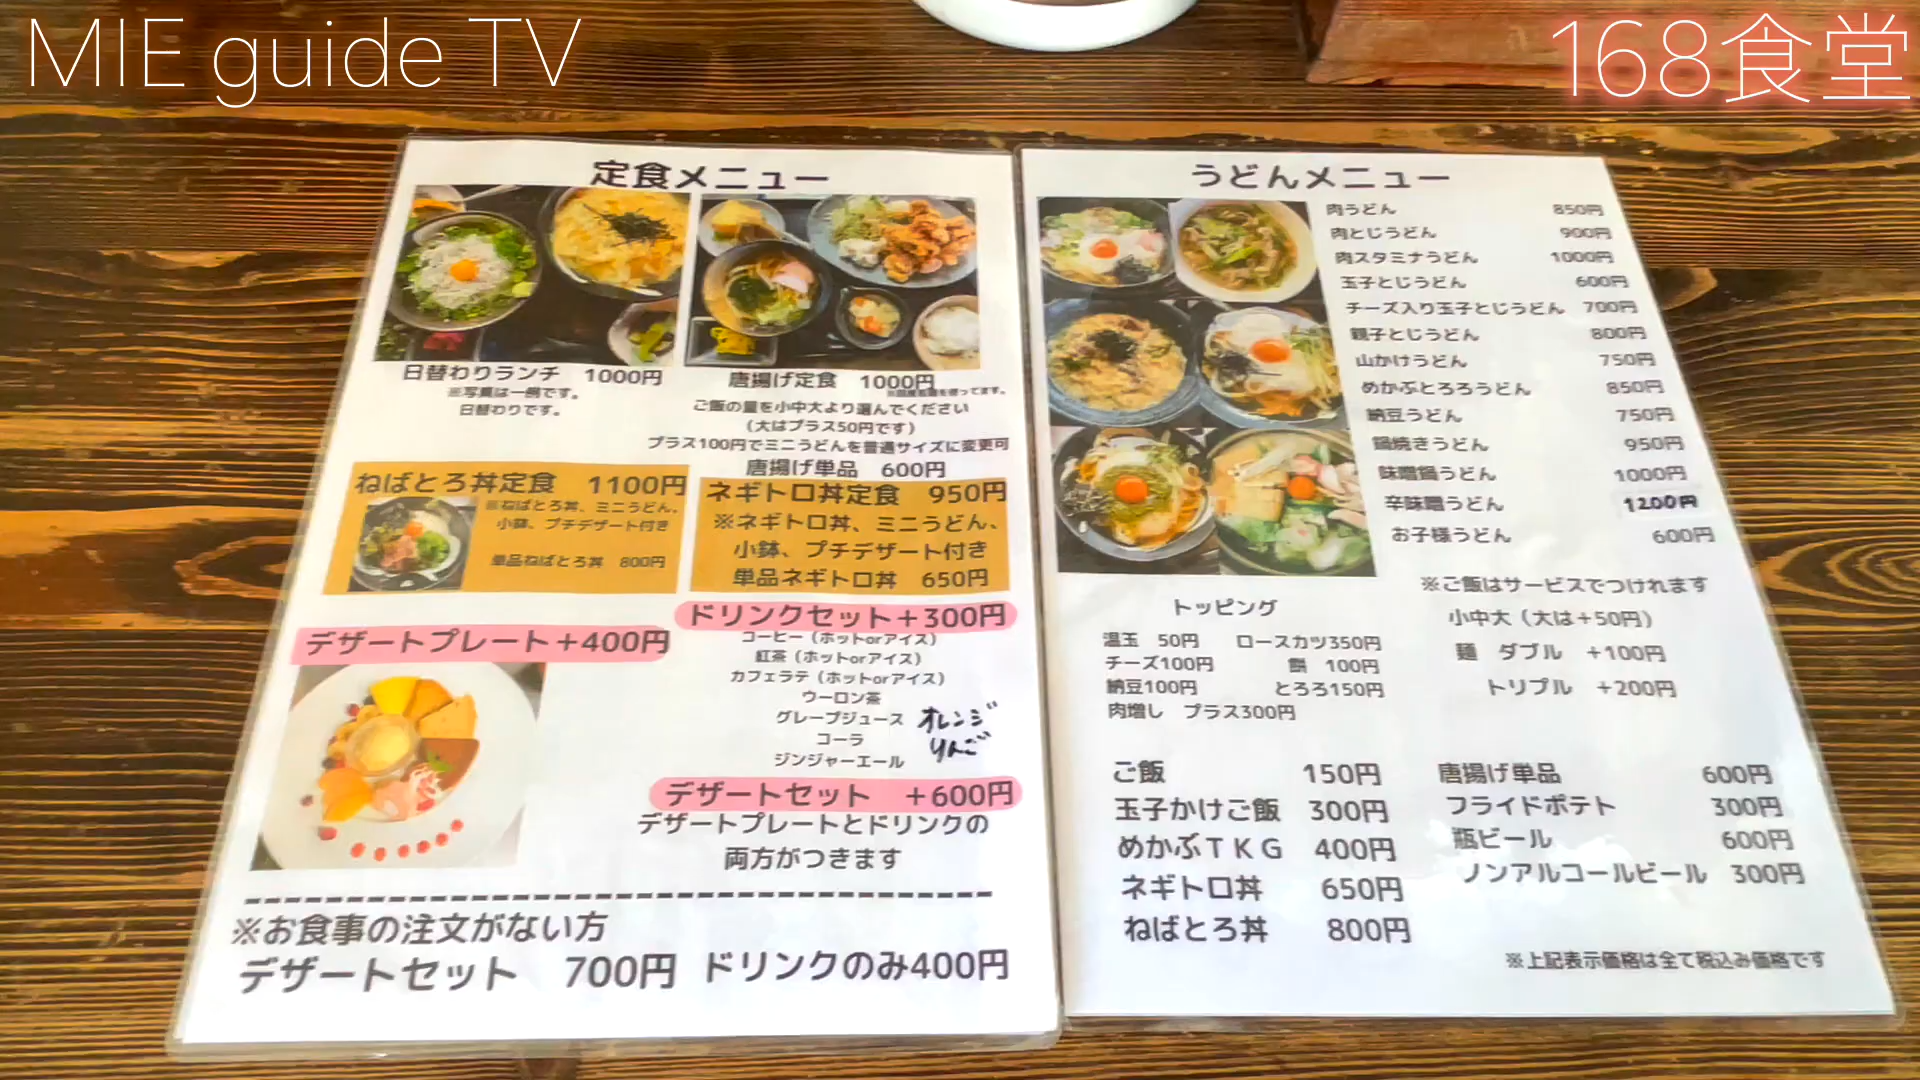 MIE guide TV
168食堂
定食メニュー
日替わりランチ 1000円
※写真は一例です。
日替わりです。
唐揚げ定食 1000円
ご飯の量を小中大より選んでください
(大はプラス50円です)
プラス100円でミニうどんを普通サイズに変更可
唐揚げ単品 600円
ねばとろ丼定食 1100円
※ねばとろ丼、ミニうどん、
小鉢、プチデザート付き
単品ねばとろ丼 800円
ネギトロ丼定食 950円
※ネギトロ丼、ミニうどん、
小鉢、プチデザート付き
単品ネギトロ丼 650円
デザートプレート+400円
ドリンクセット+300円
コーヒー(ホットorアイス)
紅茶(ホットorアイス)
カフェラテ(ホットorアイス)
ウーロン茶
グレープジュース オレンジ
りんご
コーラ
ジンジャーエール
デザートセット +600円
デザートプレートとドリンクの
両方がつきます
※お食事の注文がない方
デザートセット 700円 ドリンクのみ400円
うどんメニュー
肉うどん 850円
肉とじうどん 900円
肉スタミナうどん 1000円
玉子とじうどん 600円
チーズ入り玉子とじうどん 700円
親子とじうどん 800円
山かけうどん 750円
めかぶとろろうどん 850円
納豆うどん 750円
鍋焼きうどん 950円
味噌鍋うどん 1000円
辛味噌うどん 1200円
お子様うどん 600円
※ご飯はサービスでつけれます
小中大(大は+50円)
麺 ダブル +100円
トリプル +200円
トッピング
温玉 50円 ロースカツ350円
チーズ100円 餅 100円
納豆100円 とろろ150円
肉増し プラス300円
ご飯 150円
玉子かけご飯 300円
めかぶTKG 400円
ネギトロ丼 650円
ねばとろ丼 800円
唐揚げ単品 600円
フライドポテト 300円
瓶ビール 600円
ノンアルコールビール 300円
※上記表示価格は全て税込み価格です